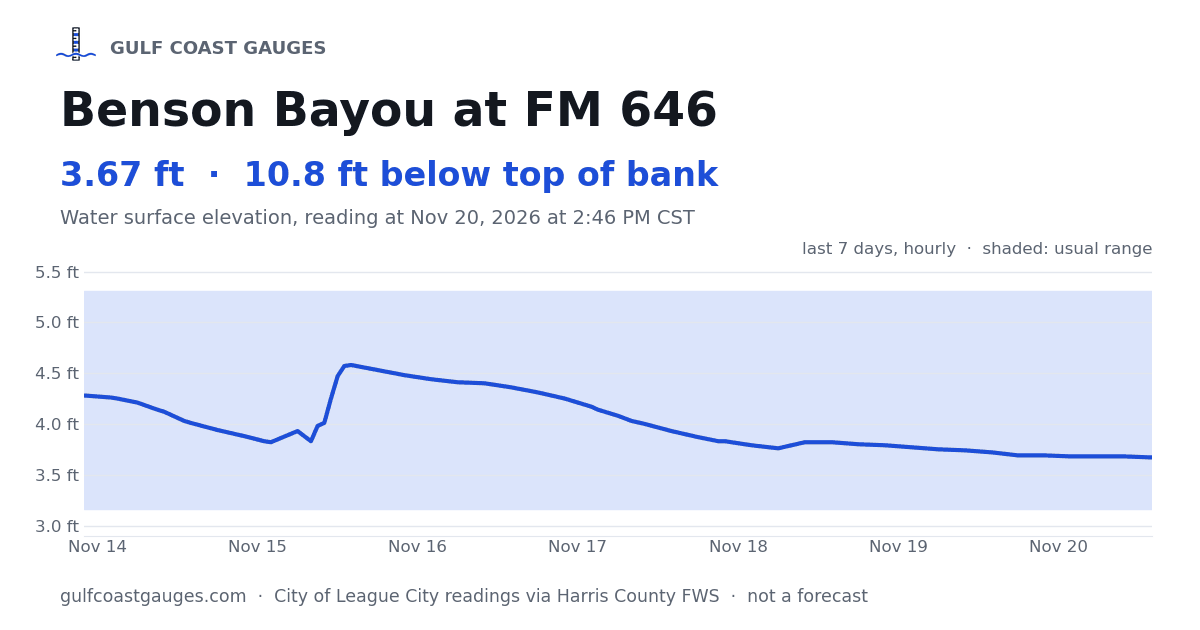 GULF COAST GAUGES
Benson Bayou at FM 646
3.67 ft · 10.8 ft below top of bank
Water surface elevation, reading at Nov 20, 2026 at 2:46 PM CST
last 7 days, hourly · shaded: usual range
5.5 ft
5.0 ft
4.5 ft
4.0 ft
3.5 ft
3.0 ft
Nov 14 Nov 15 Nov 16 Nov 17 Nov 18 Nov 19 Nov 20
gulfcoastgauges.com · City of League City readings via Harris County FWS · not a forecast